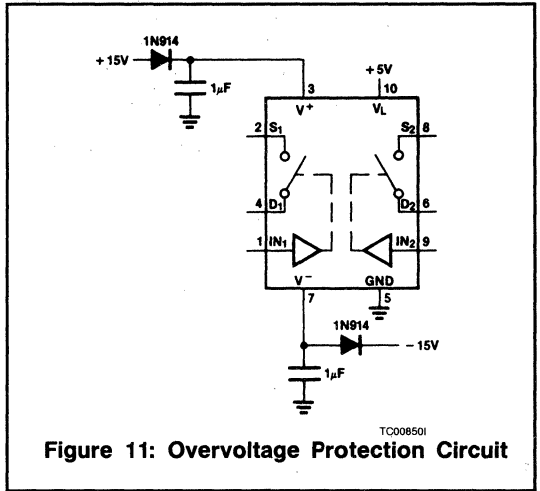 1N914
+15V
+5V
1μF
3
10
V+
VL
2
S1
S2
8
4
D1
D2
6
1
IN1
IN2
9
V−
GND
7
5
1N914
−15V
1μF
TC00850I
Figure 11: Overvoltage Protection Circuit